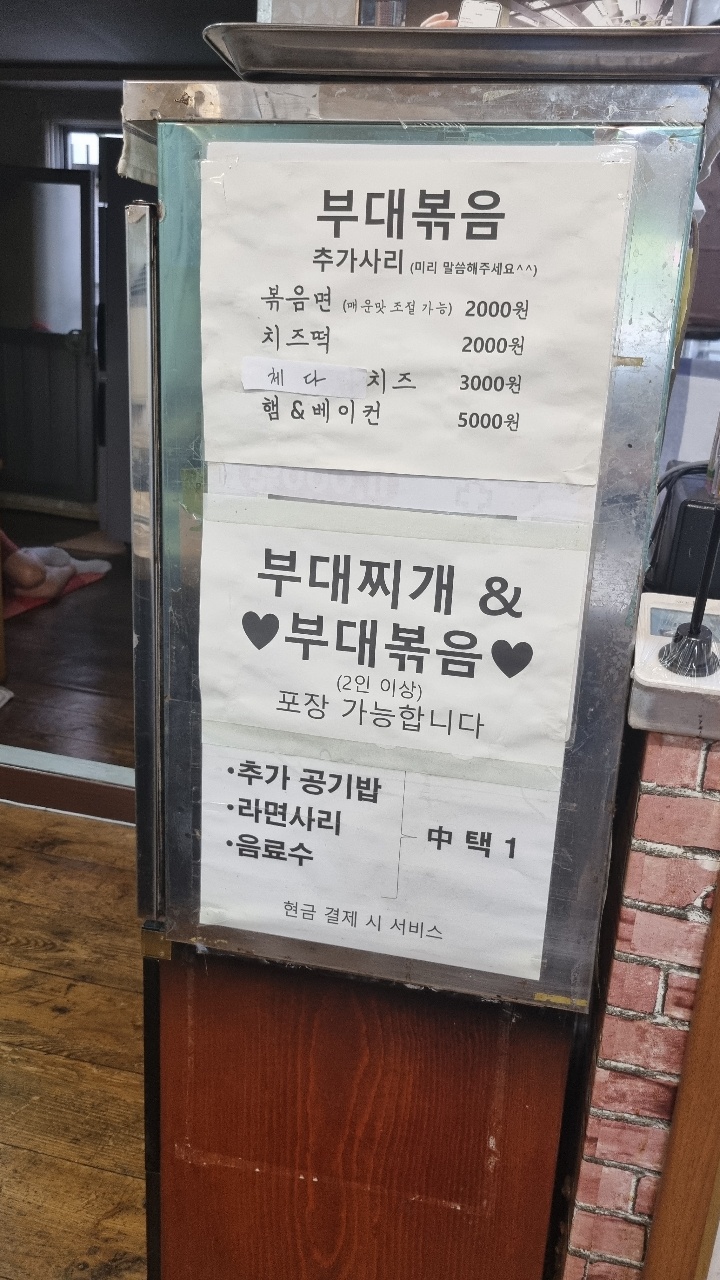 부대볶음
추가사리 (미리 말씀해주세요^^)
볶음면 (매운맛 조절 가능) 2000원
치즈떡 2000원
체다 치즈 3000원
햄&베이컨 5000원
부대찌개 &
♥부대볶음♥
(2인 이상)
포장 가능합니다
·추가 공기밥
·라면사리
·음료수
中 택 1
현금 결제 시 서비스